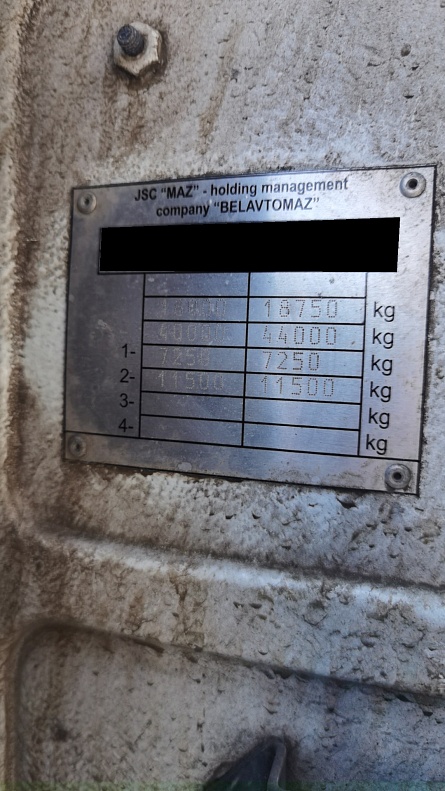 JSC "MAZ" - holding management
company "BELAVTOMAZ"
18750 kg
40000 44000 kg
1- 7250 7250 kg
2- 11500 11500 kg
3- kg
4- kg